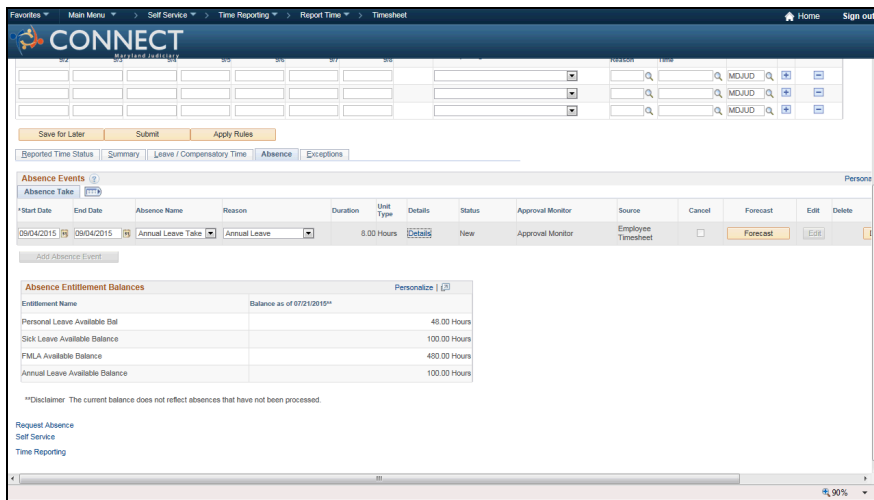 Favorites Main Menu > Self Service > Time Reporting > Report Time > Timesheet Home Sign out
CONNECT
Maryland Judiciary
9/2 9/3 9/4 9/5 9/6 9/7 9/8 Reason Time
MDJUD
MDJUD
MDJUD
Save for Later Submit Apply Rules
Reported Time Status Summary Leave / Compensatory Time Absence Exceptions
Absence Events Persona
Absence Take
*Start Date End Date Absence Name Reason Duration Unit Type Details Status Approval Monitor Source Cancel Forecast Edit Delete
09/04/2015 09/04/2015 Annual Leave Take Annual Leave 8.00 Hours Details New Approval Monitor Employee Timesheet Forecast Edit
Add Absence Event
Absence Entitlement Balances Personalize |
Entitlement Name Balance as of 07/21/2015**
Personal Leave Available Bal 48.00 Hours
Sick Leave Available Balance 100.00 Hours
FMLA Available Balance 480.00 Hours
Annual Leave Available Balance 100.00 Hours
**Disclaimer The current balance does not reflect absences that have not been processed.
Request Absence
Self Service
Time Reporting
90%